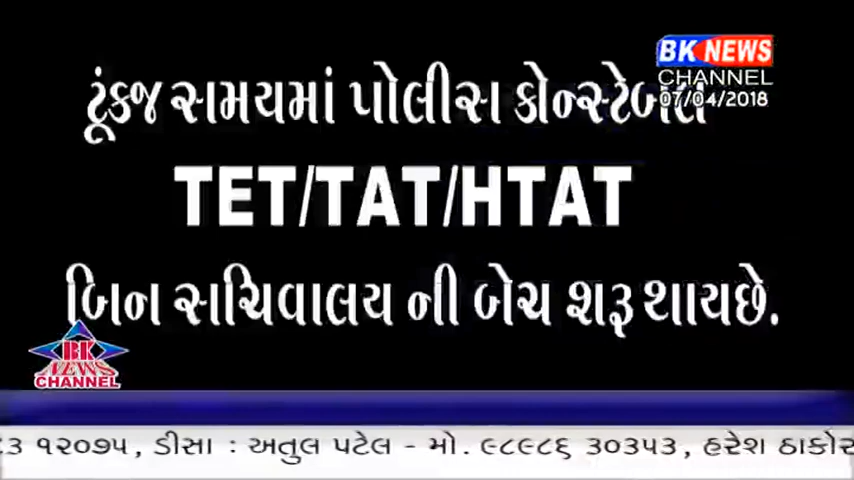 BK NEWS
CHANNEL
07/04/2018
ટૂંકજ સમયમાં પોલીસ કોન્સ્ટેબલ
TET/TAT/HTAT
બિન સચિવાલય ની બેચ શરૂ થાયછે.
BK
NEWS
CHANNEL
૧૨૦૭૫, ડીસા : અતુલ પટેલ - મો. ૯૮૯૮૬ ૩૦૩૫૩, હરેશ ઠાકોર